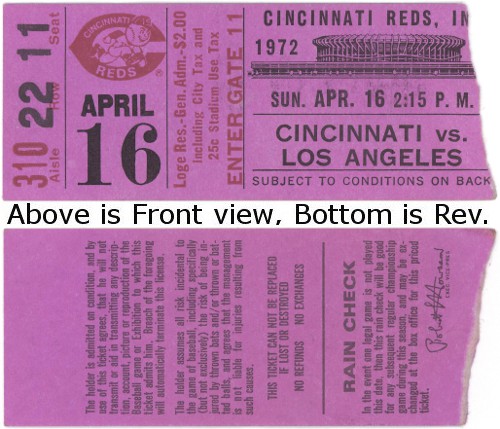 310 22 11
Aisle Row Seat
CINCINNATI
REDS
APRIL
16
Loge Res.-Gen. Adm.-$2.00
Including City Tax and
25c Stadium Use Tax
ENTER GATE 11
CINCINNATI REDS, IN
1972
SUN. APR. 16 2:15 P. M.
CINCINNATI vs.
LOS ANGELES
SUBJECT TO CONDITIONS ON BACK
Above is Front view, Bottom is Rev.
The holder is admitted on condition, and by
use of this ticket agrees, that he will not
transmit or aid in transmitting any descrip-
tion, account, picture or reproduction of the
Baseball game or Exhibition to which this
ticket admits him. Breach of the foregoing
will automatically terminate this license.
The holder assumes all risk incidental to
the game of baseball, including specifically
(but not exclusively) the risk of being in-
jured by thrown bats and/or thrown or bat-
ted balls, and agrees that the management
is not liable for injuries resulting from
such causes.
THIS TICKET CAN NOT BE REPLACED
IF LOST OR DESTROYED
NO REFUNDS NO EXCHANGES
RAIN CHECK
In the event one legal game is not played
this date, then this rain check will be good
for any subsequent regular championship
game during this season, and may be ex-
changed at the box office for this priced
ticket.
EXEC. VICE-PRES.